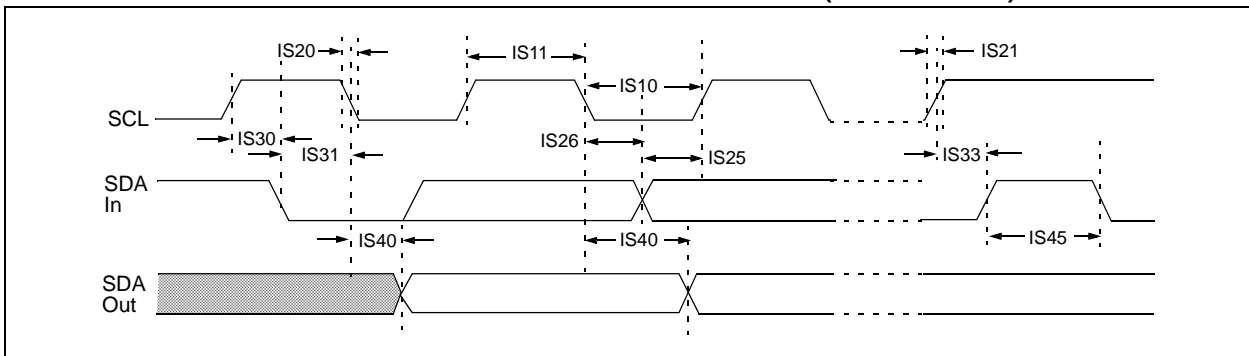 IS20
IS11
IS21
IS10
SCL
IS30
IS26
IS31
IS25
IS33
SDA
In
IS40
IS40
IS45
SDA
Out